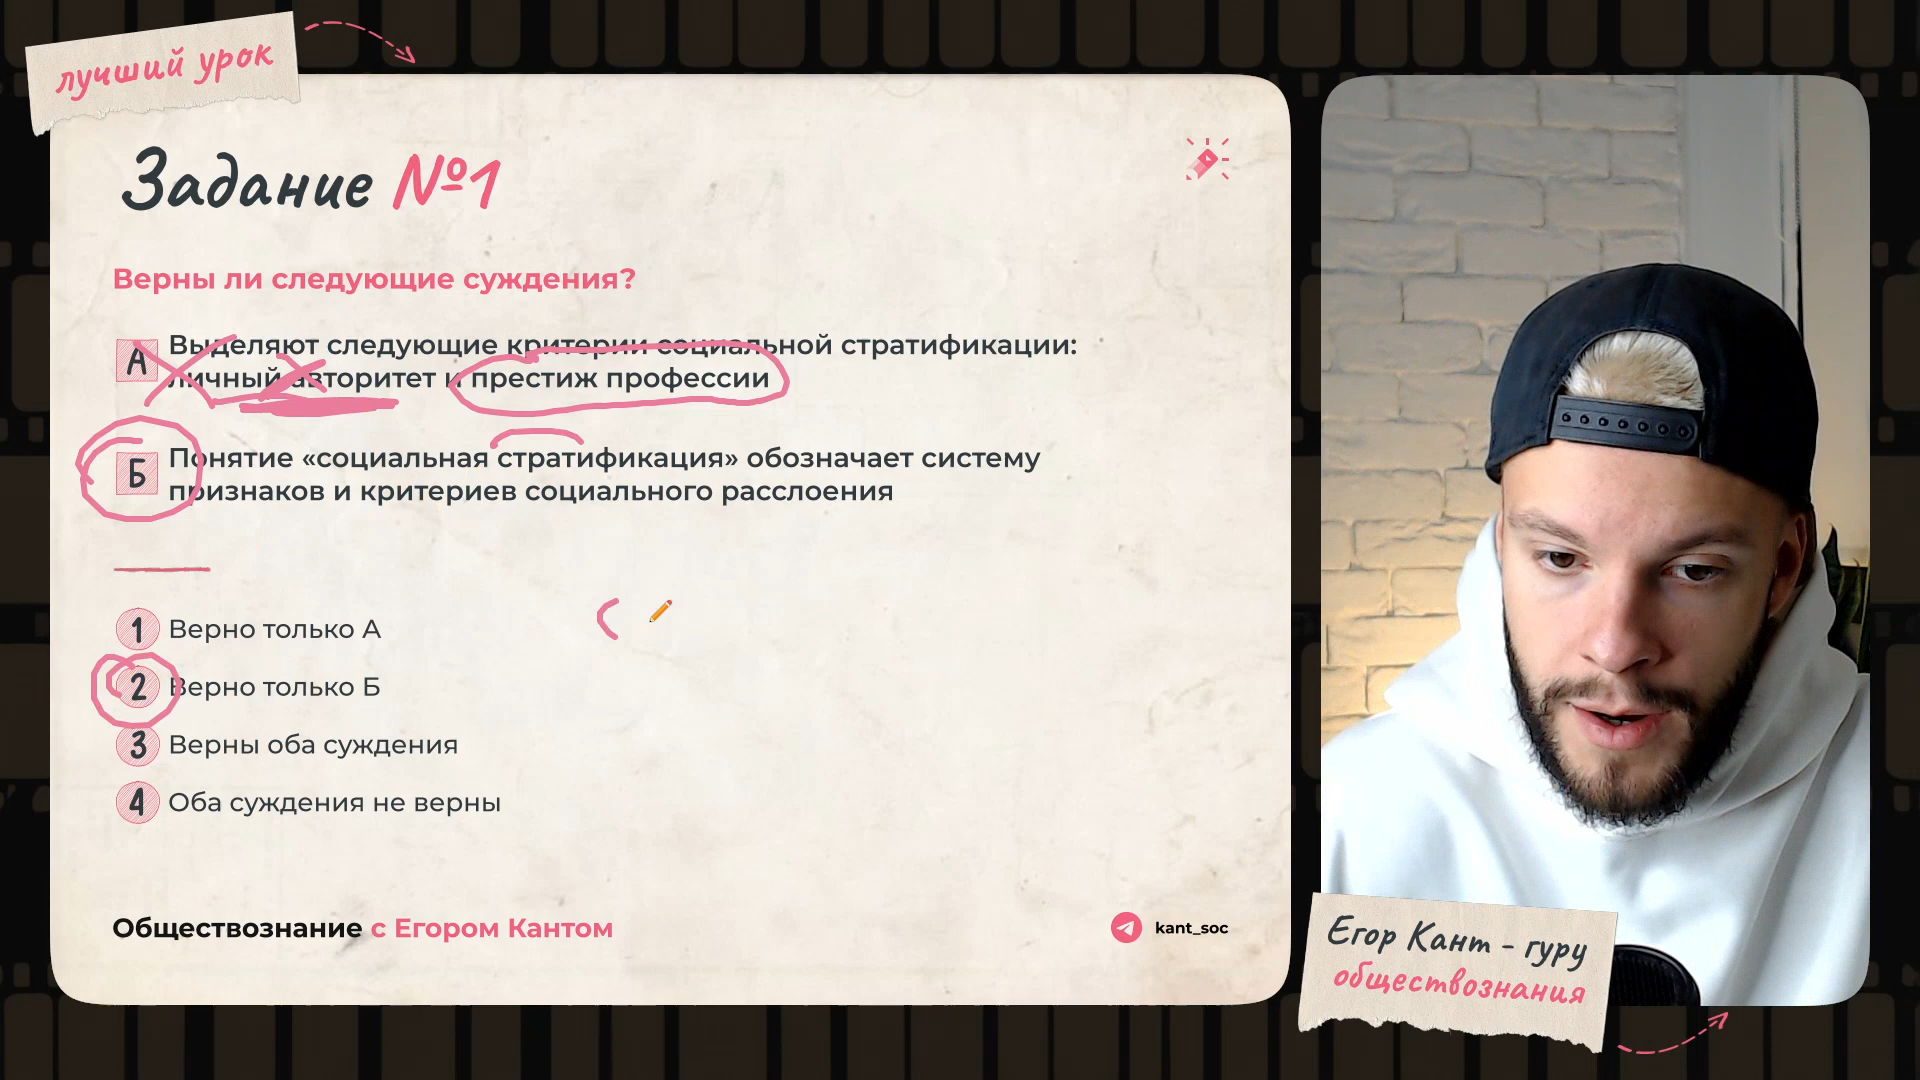 лучший урок
Задание №1
Верны ли следующие суждения?
А
Выделяют следующие критерии социальной стратификации:
личный авторитет и престиж профессии
Б
Понятие «социальная стратификация» обозначает систему
признаков и критериев социального расслоения
1 Верно только А
2 Верно только Б
3 Верны оба суждения
4 Оба суждения не верны
Обществознание с Егором Кантом
kant_soc
Егор Кант - гуру
обществознания